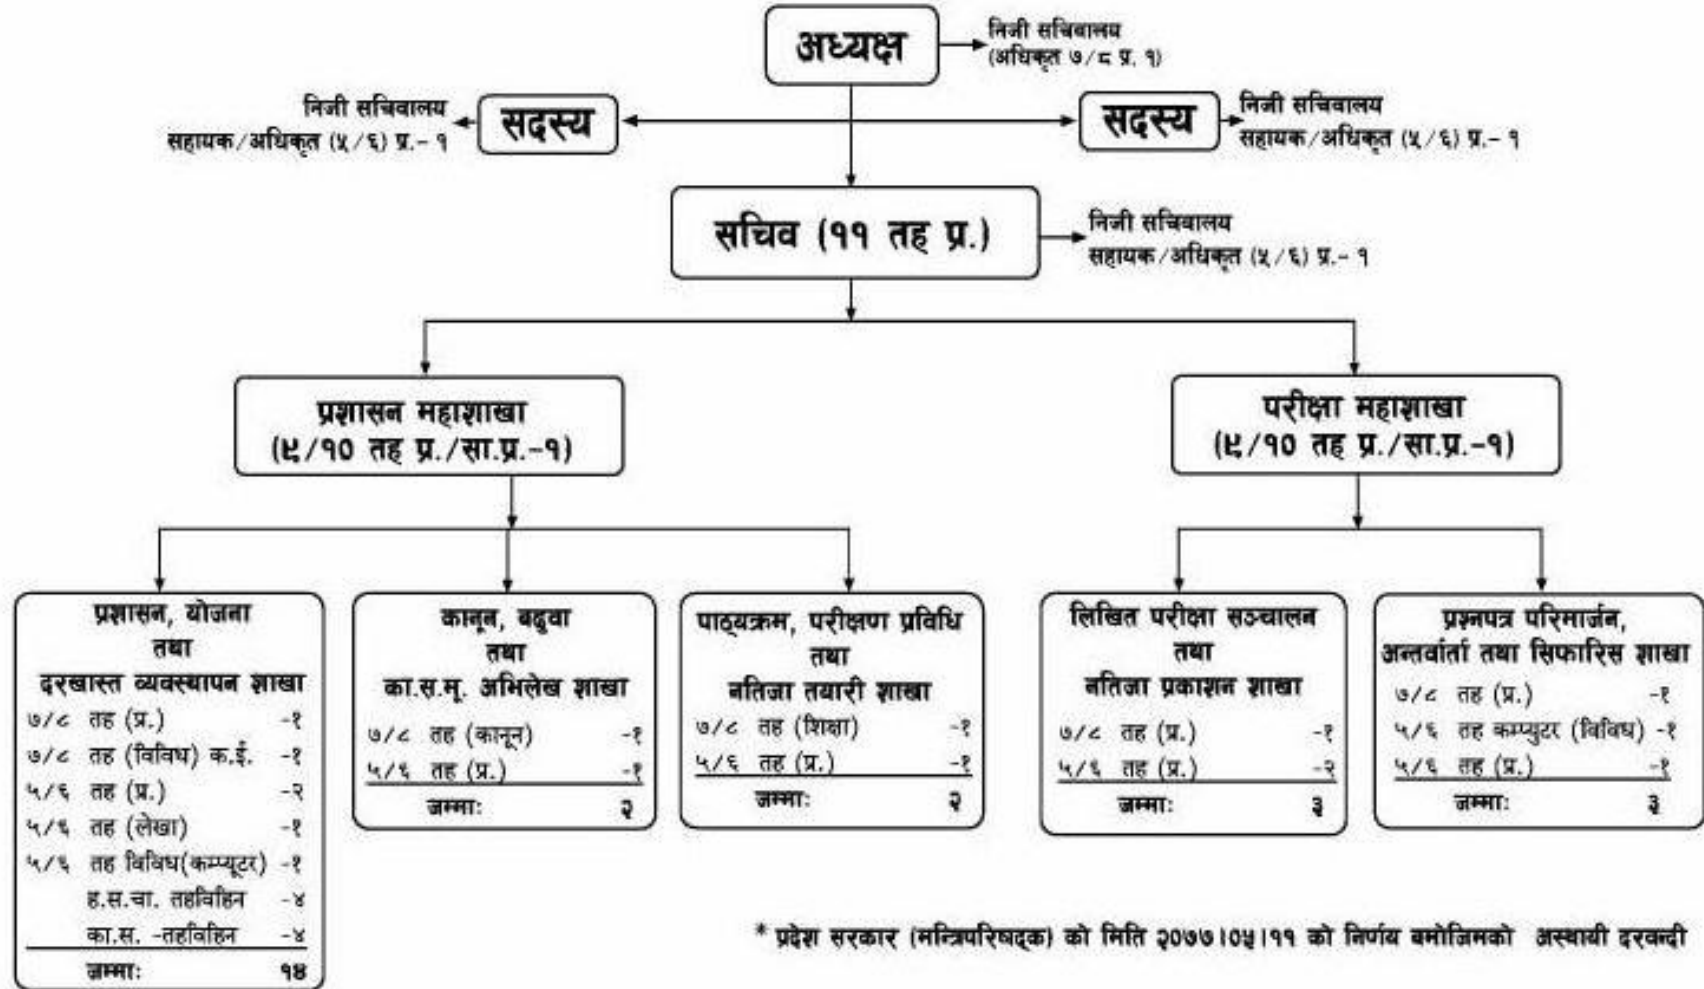 अध्यक्ष
निजी सचिवालय
(अधिकृत ७/८ प्र. १)
निजी सचिवालय
सहायक/अधिकृत (५/६) प्र.- १
सदस्य
सदस्य
निजी सचिवालय
सहायक/अधिकृत (५/६) प्र.- १
सचिव (११ तह प्र.)
निजी सचिवालय
सहायक/अधिकृत (५/६) प्र.- १
प्रशासन महाशाखा
(९/१० तह प्र./सा.प्र.-१)
परीक्षा महाशाखा
(९/१० तह प्र./सा.प्र.-१)
प्रशासन, योजना
तथा
दरखास्त व्यवस्थापन शाखा
७/८ तह (प्र.) -१
७/८ तह (विविध) क.ई. -१
५/६ तह (प्र.) -२
५/६ तह (लेखा) -१
५/६ तह विविध(कम्प्यूटर) -१
ह.स.चा. तहविहिन -४
का.स. -तहविहिन -४
जम्माः १४
कानून, बढुवा
तथा
का.स.मू. अभिलेख शाखा
७/८ तह (कानून) -१
५/६ तह (प्र.) -१
जम्माः २
पाठ्यक्रम, परीक्षण प्रविधि
तथा
नतिजा तयारी शाखा
७/८ तह (शिक्षा) -१
५/६ तह (प्र.) -१
जम्माः २
लिखित परीक्षा सञ्चालन
तथा
नतिजा प्रकाशन शाखा
७/८ तह (प्र.) -१
५/६ तह (प्र.) -२
जम्माः ३
प्रश्नपत्र परिमार्जन,
अन्तर्वार्ता तथा सिफारिस शाखा
७/८ तह (प्र.) -१
५/६ तह कम्प्युटर (विविध) -१
५/६ तह (प्र.) -१
जम्माः ३
* प्रदेश सरकार (मन्त्रिपरिषद्क) को मिति २०७७।०५।११ को निर्णय बमोजिमको अस्थायी दरवन्दी